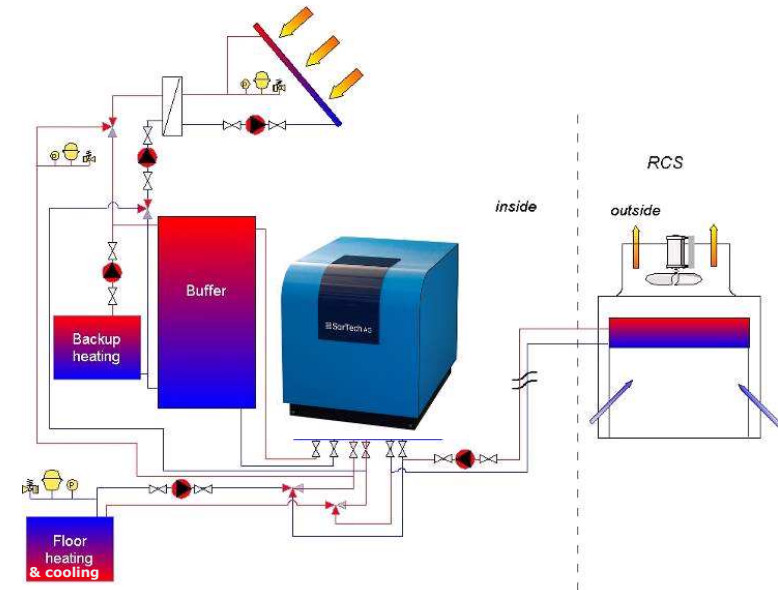 RCS
inside
outside
Buffer
SorTech AG
Backup
heating
P
P
P
Floor
heating
& cooling